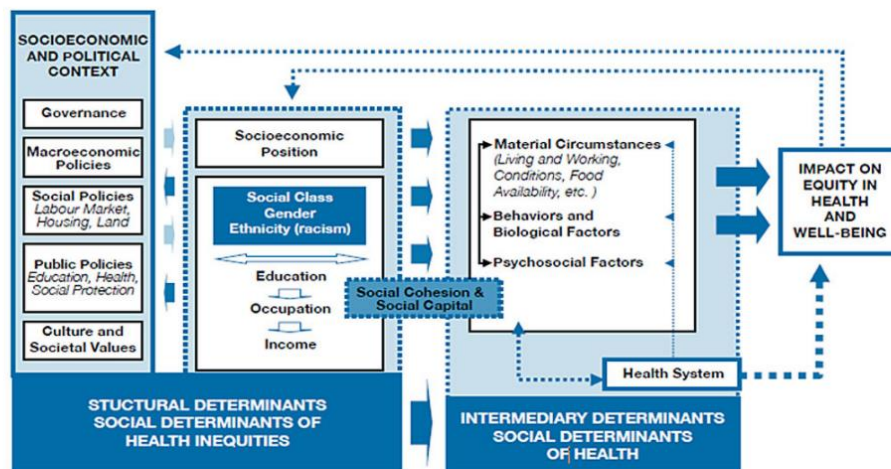 SOCIOECONOMIC
AND POLITICAL
CONTEXT
Governance
Macroeconomic
Policies
Social Policies
Labour Market,
Housing, Land
Public Policies
Education, Health,
Social Protection
Culture and
Societal Values
Socioeconomic
Position
Social Class
Gender
Ethnicity (racism)
Education
Occupation
Income
Social Cohesion &
Social Capital
Material Circumstances
(Living and Working,
Conditions, Food
Availability, etc. )
Behaviors and
Biological Factors
Psychosocial Factors
Health System
IMPACT ON
EQUITY IN
HEALTH
AND
WELL-BEING
STUCTURAL DETERMINANTS
SOCIAL DETERMINANTS OF
HEALTH INEQUITIES
INTERMEDIARY DETERMINANTS
SOCIAL DETERMINANTS
OF HEALTH